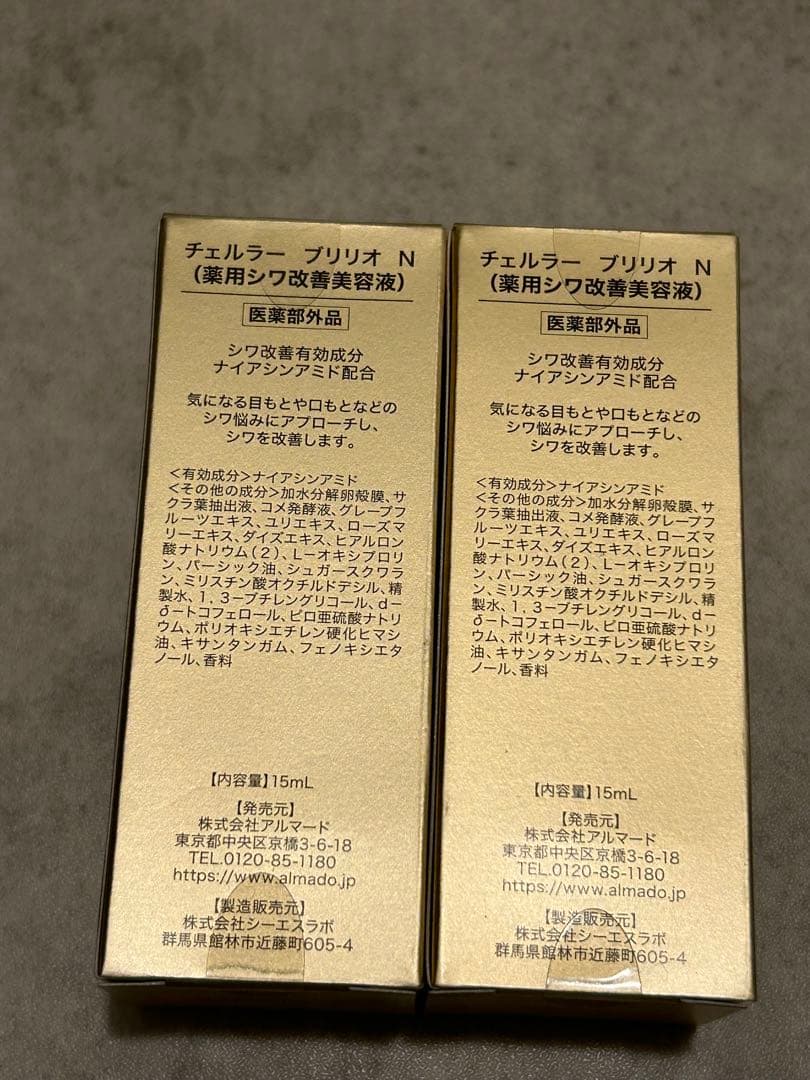 チェルラー ブリリオ N
(薬用シワ改善美容液)
医薬部外品
シワ改善有効成分
ナイアシンアミド配合
気になる目もとや口もとなどの
シワ悩みにアプローチし、
シワを改善します。
<有効成分>ナイアシンアミド
<その他の成分>加水分解卵殻膜、サ
クラ葉抽出液、コメ発酵液、グレープフ
ルーツエキス、ユリエキス、ローズマ
リーエキス、ダイズエキス、ヒアルロン
酸ナトリウム(2)、L-オキシプロリ
ン、パーシック油、シュガースクワラ
ン、ミリスチン酸オクチルドデシル、精
製水、1,3-ブチレングリコール、d-
δ-トコフェロール、ピロ亜硫酸ナトリ
ウム、ポリオキシエチレン硬化ヒマシ
油、キサンタンガム、フェノキシエタ
ノール、香料
【内容量】15mL
【発売元】
株式会社アルマード
東京都中央区京橋3-6-18
TEL.0120-85-1180
https://www.almado.jp
【製造販売元】
株式会社シーエスラボ
群馬県館林市近藤町605-4
チェルラー ブリリオ N
(薬用シワ改善美容液)
医薬部外品
シワ改善有効成分
ナイアシンアミド配合
気になる目もとや口もとなどの
シワ悩みにアプローチし、
シワを改善します。
<有効成分>ナイアシンアミド
<その他の成分>加水分解卵殻膜、サ
クラ葉抽出液、コメ発酵液、グレープフ
ルーツエキス、ユリエキス、ローズマ
リーエキス、ダイズエキス、ヒアルロン
酸ナトリウム(2)、L-オキシプロリ
ン、パーシック油、シュガースクワラ
ン、ミリスチン酸オクチルドデシル、精
製水、1,3-ブチレングリコール、d-
δ-トコフェロール、ピロ亜硫酸ナトリ
ウム、ポリオキシエチレン硬化ヒマシ
油、キサンタンガム、フェノキシエタ
ノール、香料
【内容量】15mL
【発売元】
株式会社アルマード
東京都中央区京橋3-6-18
TEL.0120-85-1180
https://www.almado.jp
【製造販売元】
株式会社シーエスラボ
群馬県館林市近藤町605-4